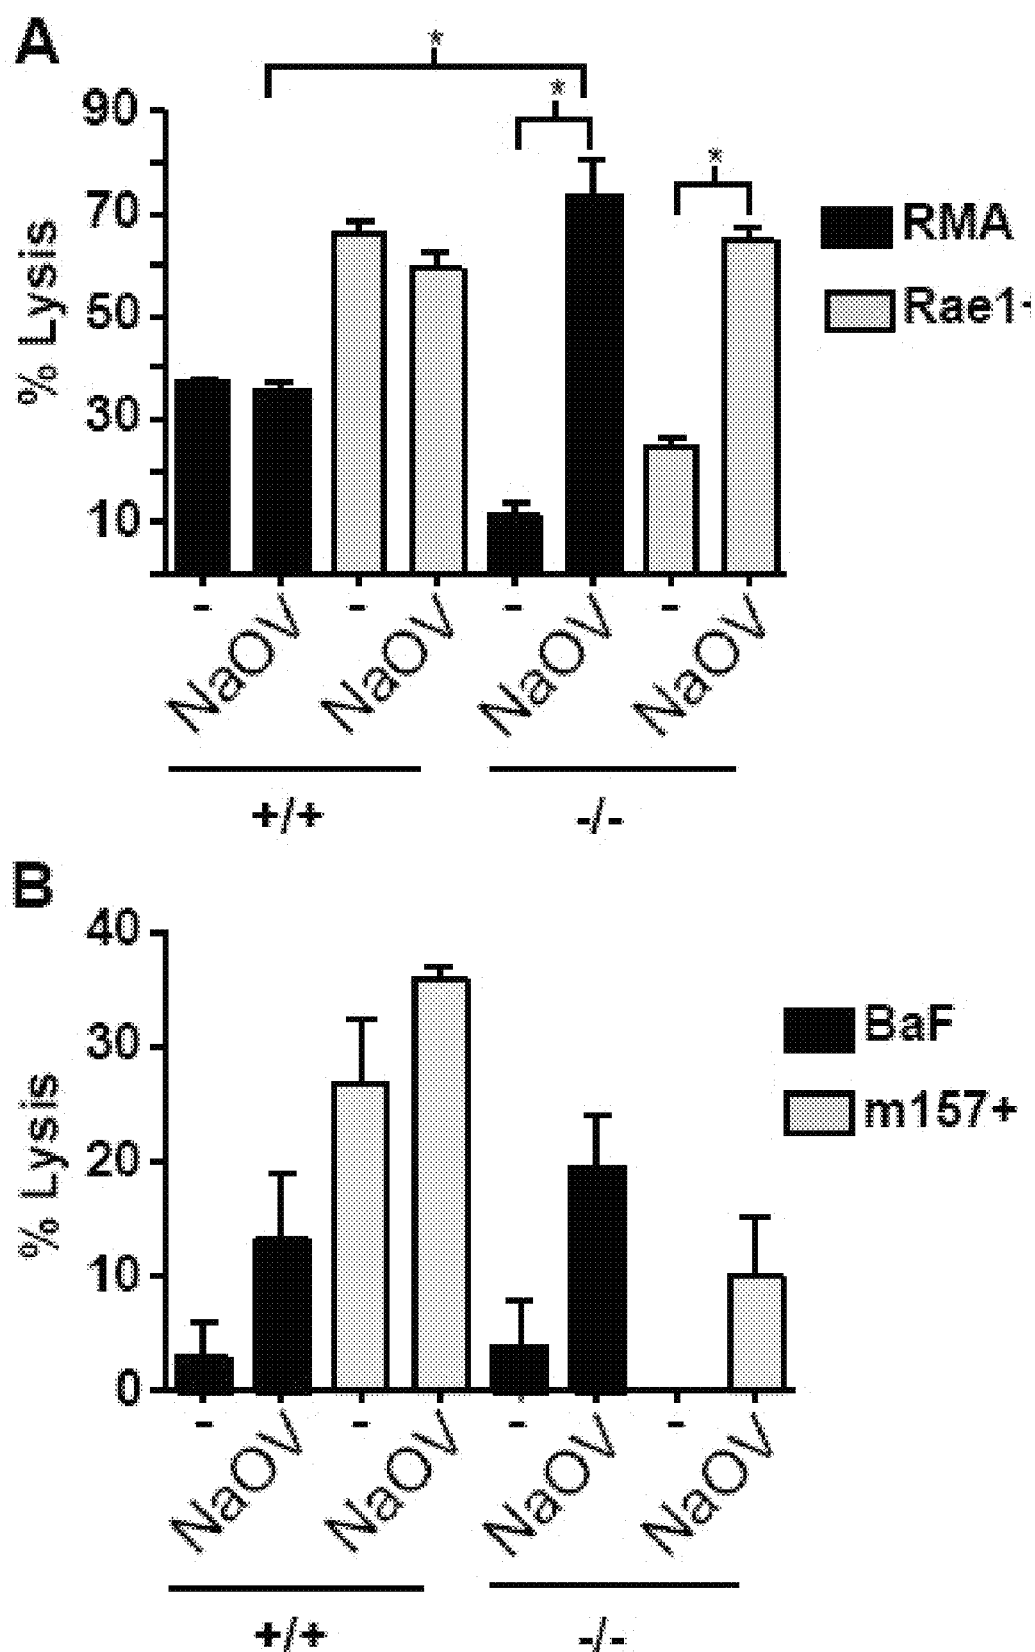 A
*
*
*
90
70
50
30
10
% Lysis
RMA
Rae1+
- NaOV - NaOV - NaOV - NaOV
+/+ -/-
B
40
30
20
10
0
% Lysis
BaF
m157+
- NaOV - NaOV - NaOV - NaOV
+/+ -/-